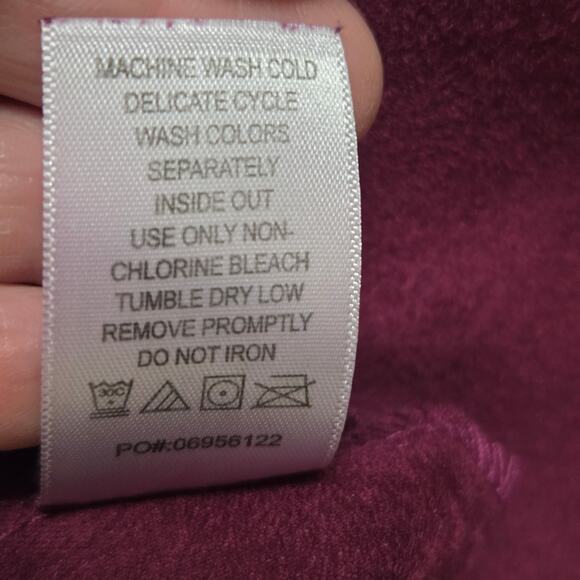 MACHINE WASH COLD
DELICATE CYCLE
WASH COLORS
SEPARATELY
INSIDE OUT
USE ONLY NON-
CHLORINE BLEACH
TUMBLE DRY LOW
REMOVE PROMPTLY
DO NOT IRON
30C
PO#:06956122